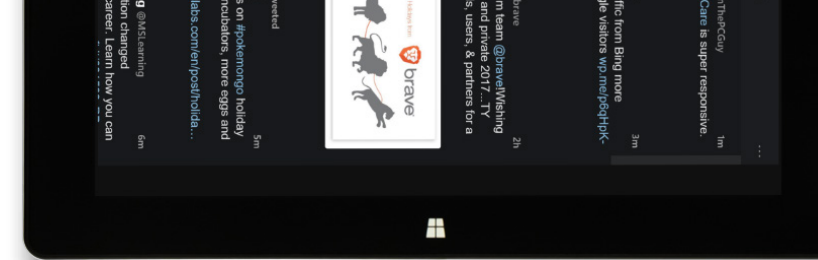 nThePCGuy
1m
Care is super responsive.
ffic from Bing more
3m
gle visitors wp.me/p6qHpK-
brave
2h
m team @brave!Wishing
and private 2017...TY
s, users, & partners for a
brave
veeted
5m
s on #pokemongo holiday
ncubators, more eggs and
labs.com/en/post/holida...
g @MSLearning
6m
tion changed
career. Learn how you can